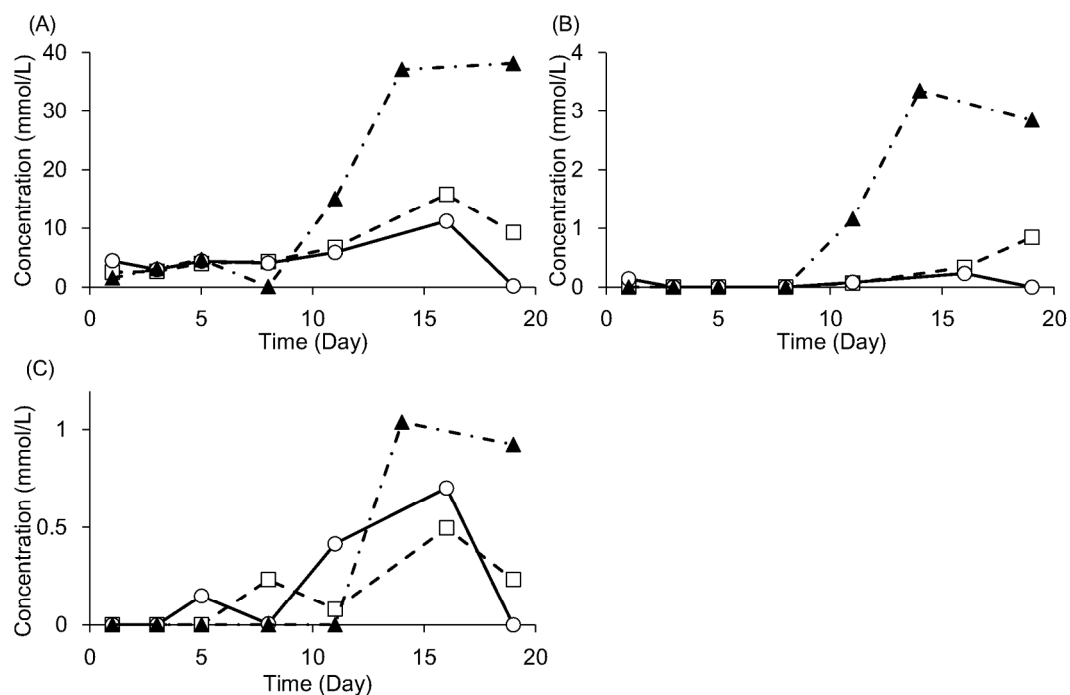 (A)
Concentration (mmol/L)
40
30
20
10
0
0 5 10 15 20
Time (Day)
(B)
Concentration (mmol/L)
4
3
2
1
0
0 5 10 15 20
Time (Day)
(C)
Concentration (mmol/L)
1
0.5
0
0 5 10 15 20
Time (Day)